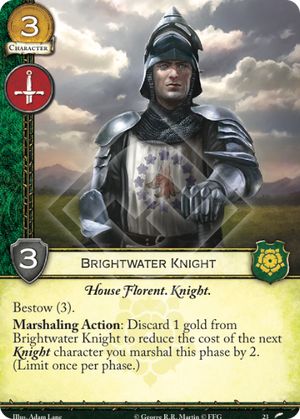 3
Character
3
Brightwater Knight
House Florent. Knight.
Bestow (3).
Marshaling Action: Discard 1 gold from
Brightwater Knight to reduce the cost of the next
Knight character you marshal this phase by 2.
(Limit once per phase.)
Illus. Adam Lane
© George R.R. Martin © FFG
23